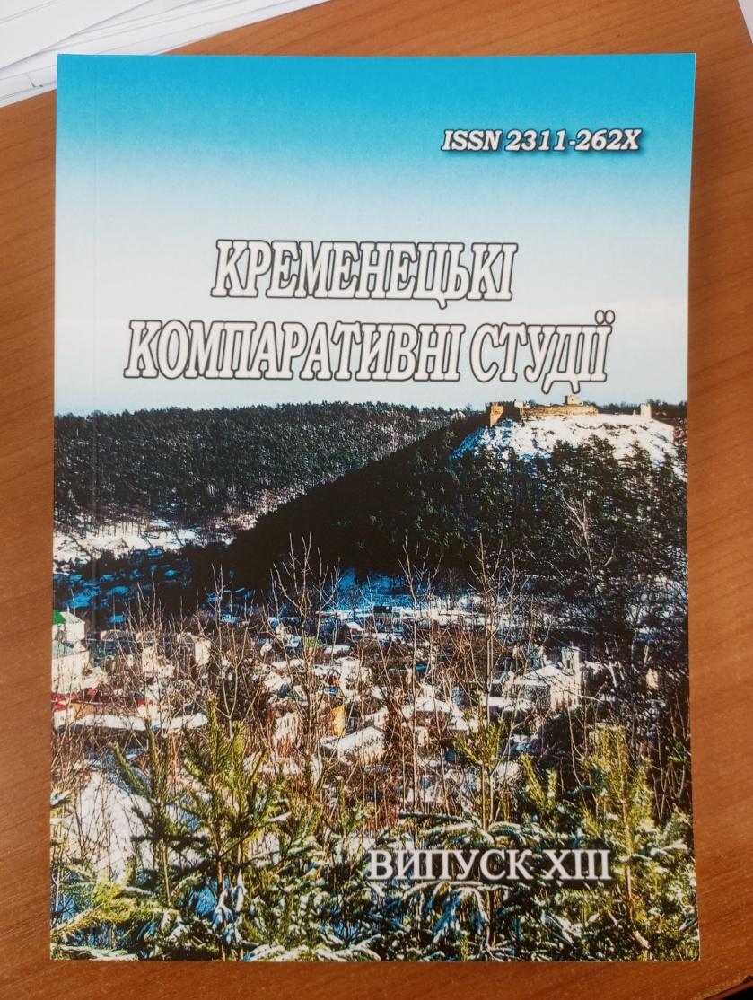 ISSN 2311-262X
КРЕМЕНЕЦЬКІ
КОМПАРАТИВНІ СТУДІЇ
ВИПУСК XIII